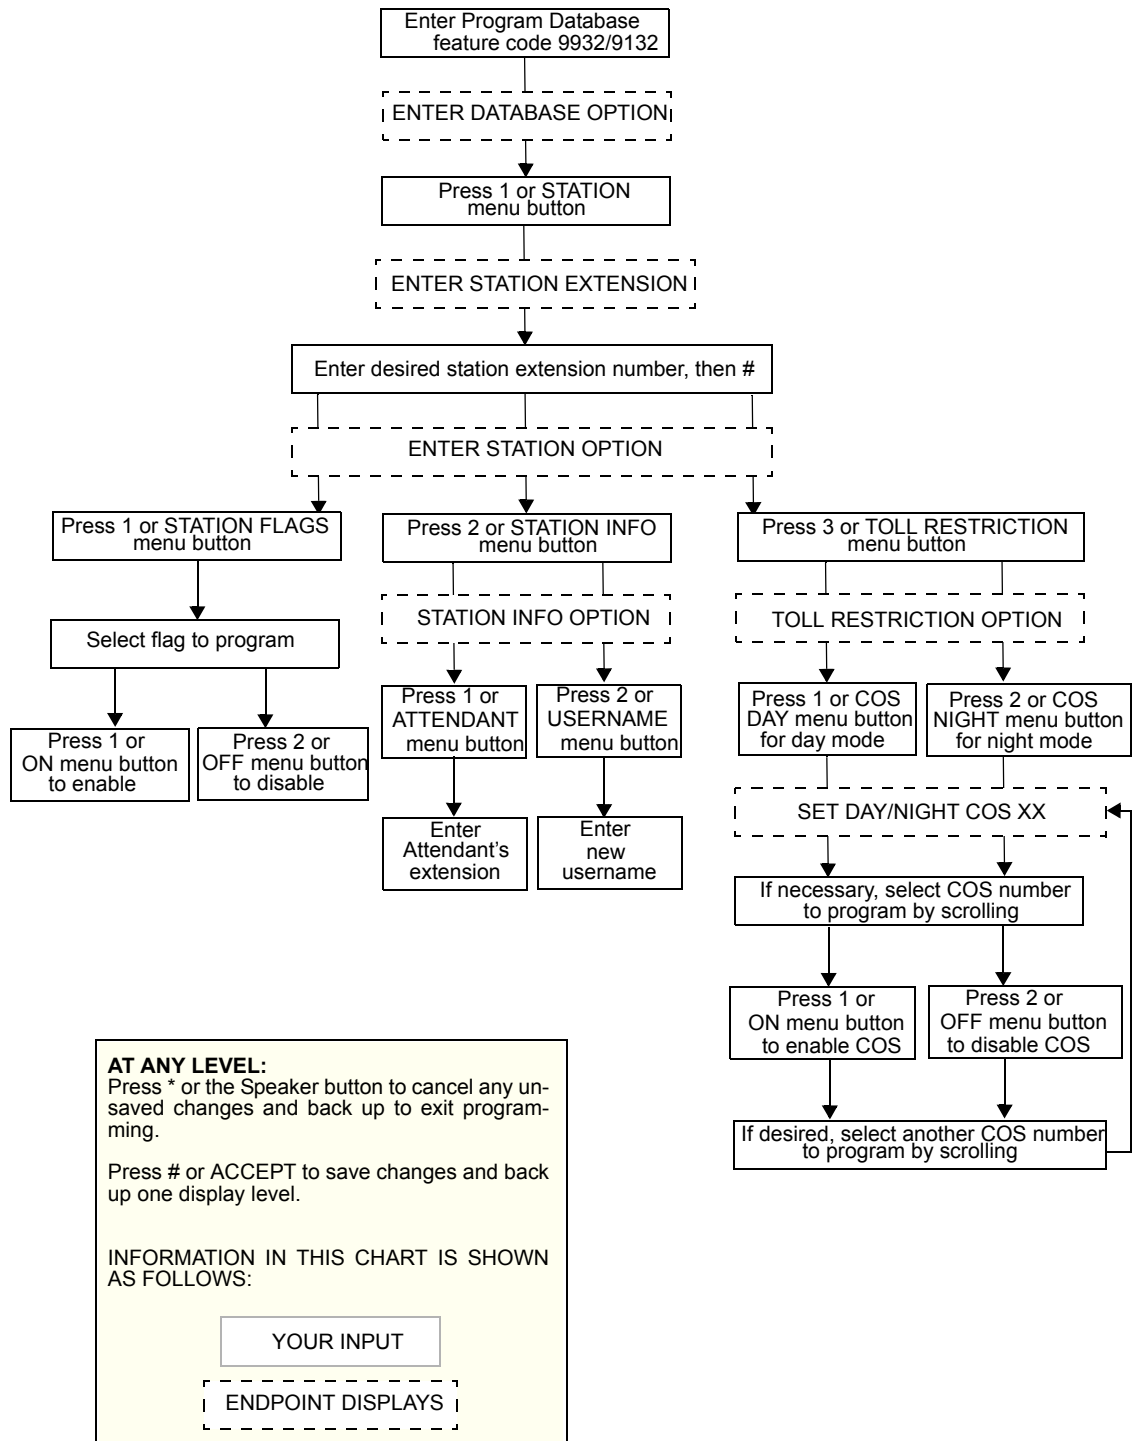 Enter Program Database
feature code 9932/9132
ENTER DATABASE OPTION
Press 1 or STATION
menu button
ENTER STATION EXTENSION
Enter desired station extension number, then #
ENTER STATION OPTION
Press 1 or STATION FLAGS
menu button
Press 2 or STATION INFO
menu button
Press 3 or TOLL RESTRICTION
menu button
Select flag to program
STATION INFO OPTION
TOLL RESTRICTION OPTION
Press 1 or
ON menu button
to enable
Press 2 or
OFF menu button
to disable
Press 1 or
ATTENDANT
menu button
Press 2 or
USERNAME
menu button
Press 1 or COS
DAY menu button
for day mode
Press 2 or COS
NIGHT menu button
for night mode
Enter
Attendant's
extension
Enter
new
username
SET DAY/NIGHT COS XX
If necessary, select COS number
to program by scrolling
Press 1 or
ON menu button
to enable COS
Press 2 or
OFF menu button
to disable COS
If desired, select another COS number
to program by scrolling
AT ANY LEVEL:
Press * or the Speaker button to cancel any un-
saved changes and back up to exit program-
ming.
Press # or ACCEPT to save changes and back
up one display level.
INFORMATION IN THIS CHART IS SHOWN
AS FOLLOWS:
YOUR INPUT
ENDPOINT DISPLAYS